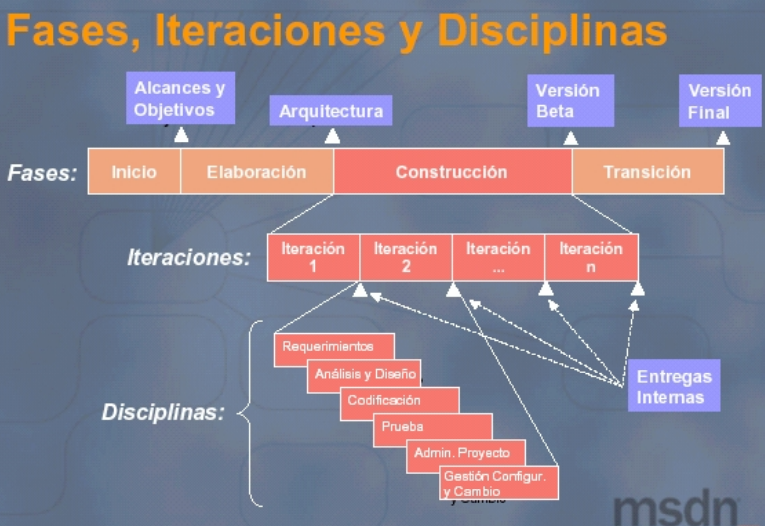 Fases, Iteraciones y Disciplinas
Alcances y
Objetivos
Arquitectura
Versión
Beta
Versión
Final
Fases:
Inicio
Elaboración
Construcción
Transición
Iteraciones:
Iteración
1
Iteración
2
Iteración
...
Iteración
n
Disciplinas:
Requerimientos
Análisis y Diseño
Codificación
Prueba
Admin. Proyecto
Gestión Configur.
y Cambio
Entregas
Internas
msdn